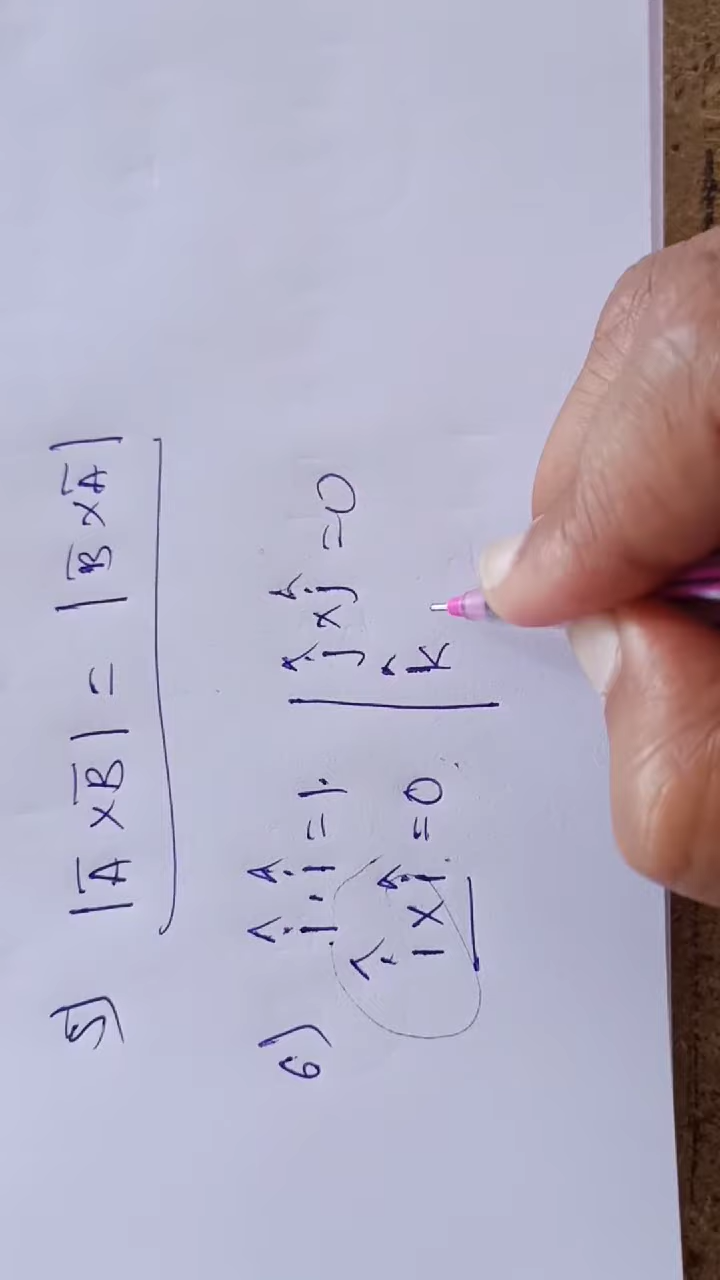 5) |A̅ × B̅| = |B̅ × A̅|
6) î . î = 1. | ĵ × ĵ = 0
î × î = 0. | k̂